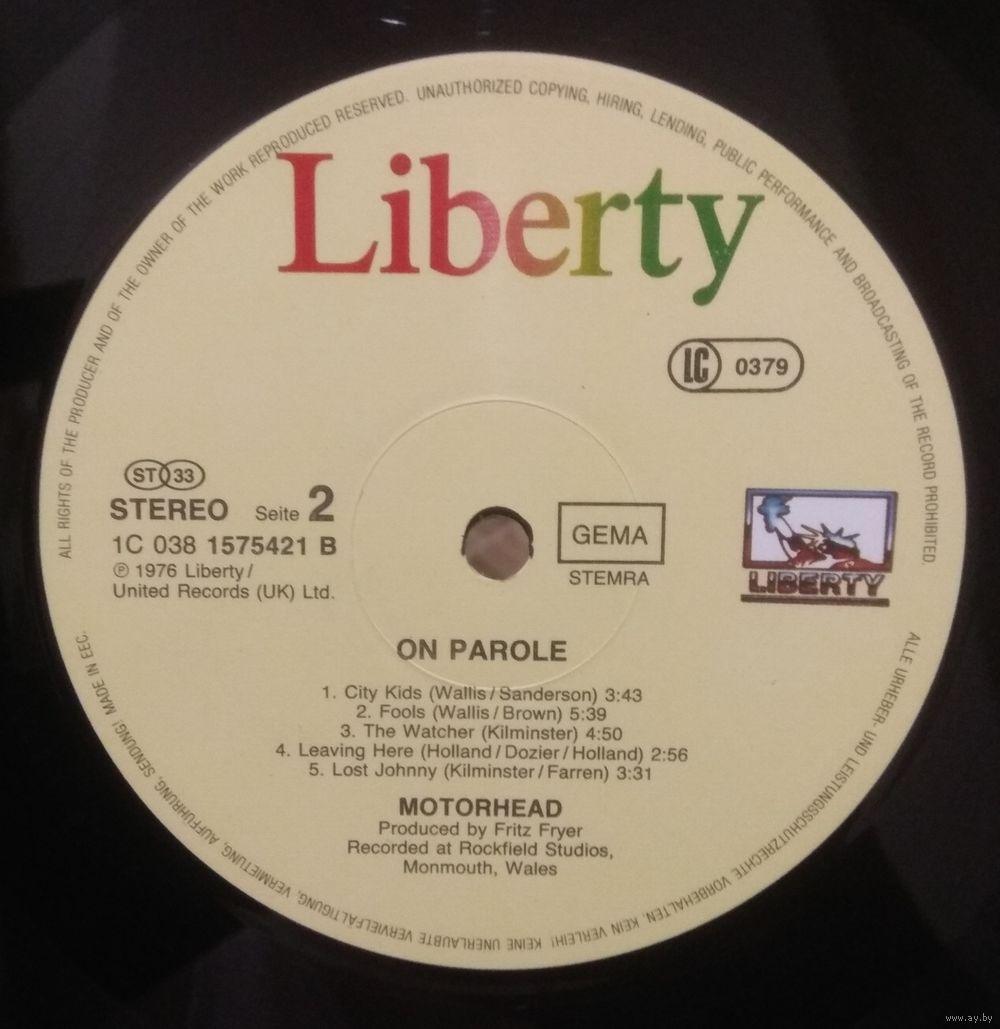 ALL RIGHTS OF THE PRODUCER AND OF THE OWNER OF THE WORK REPRODUCED RESERVED. UNAUTHORIZED COPYING, HIRING, LENDING, PUBLIC PERFORMANCE AND BROADCASTING OF THE RECORD PROHIBITED.
Liberty
LC 0379
ST 33
STEREO Seite 2
1C 038 1575421 B
℗ 1976 Liberty/
United Records (UK) Ltd.
GEMA
STEMRA
LIBERTY
ON PAROLE
1. City Kids (Wallis/Sanderson) 3:43
2. Fools (Wallis/Brown) 5:39
3. The Watcher (Kilminster) 4:50
4. Leaving Here (Holland/Dozier/Holland) 2:56
5. Lost Johnny (Kilminster/Farren) 3:31
MOTORHEAD
Produced by Fritz Fryer
Recorded at Rockfield Studios,
Monmouth, Wales
ALLE URHEBER- UND LEISTUNGSSCHUTZRECHTE VORBEHALTEN. KEIN VERLEIH! KEINE UNERLAUBTE VERVIELFÄLTIGUNG, VERMIETUNG, AUFFÜHRUNG, SENDUNG! MADE IN EEC.
www.ay.by